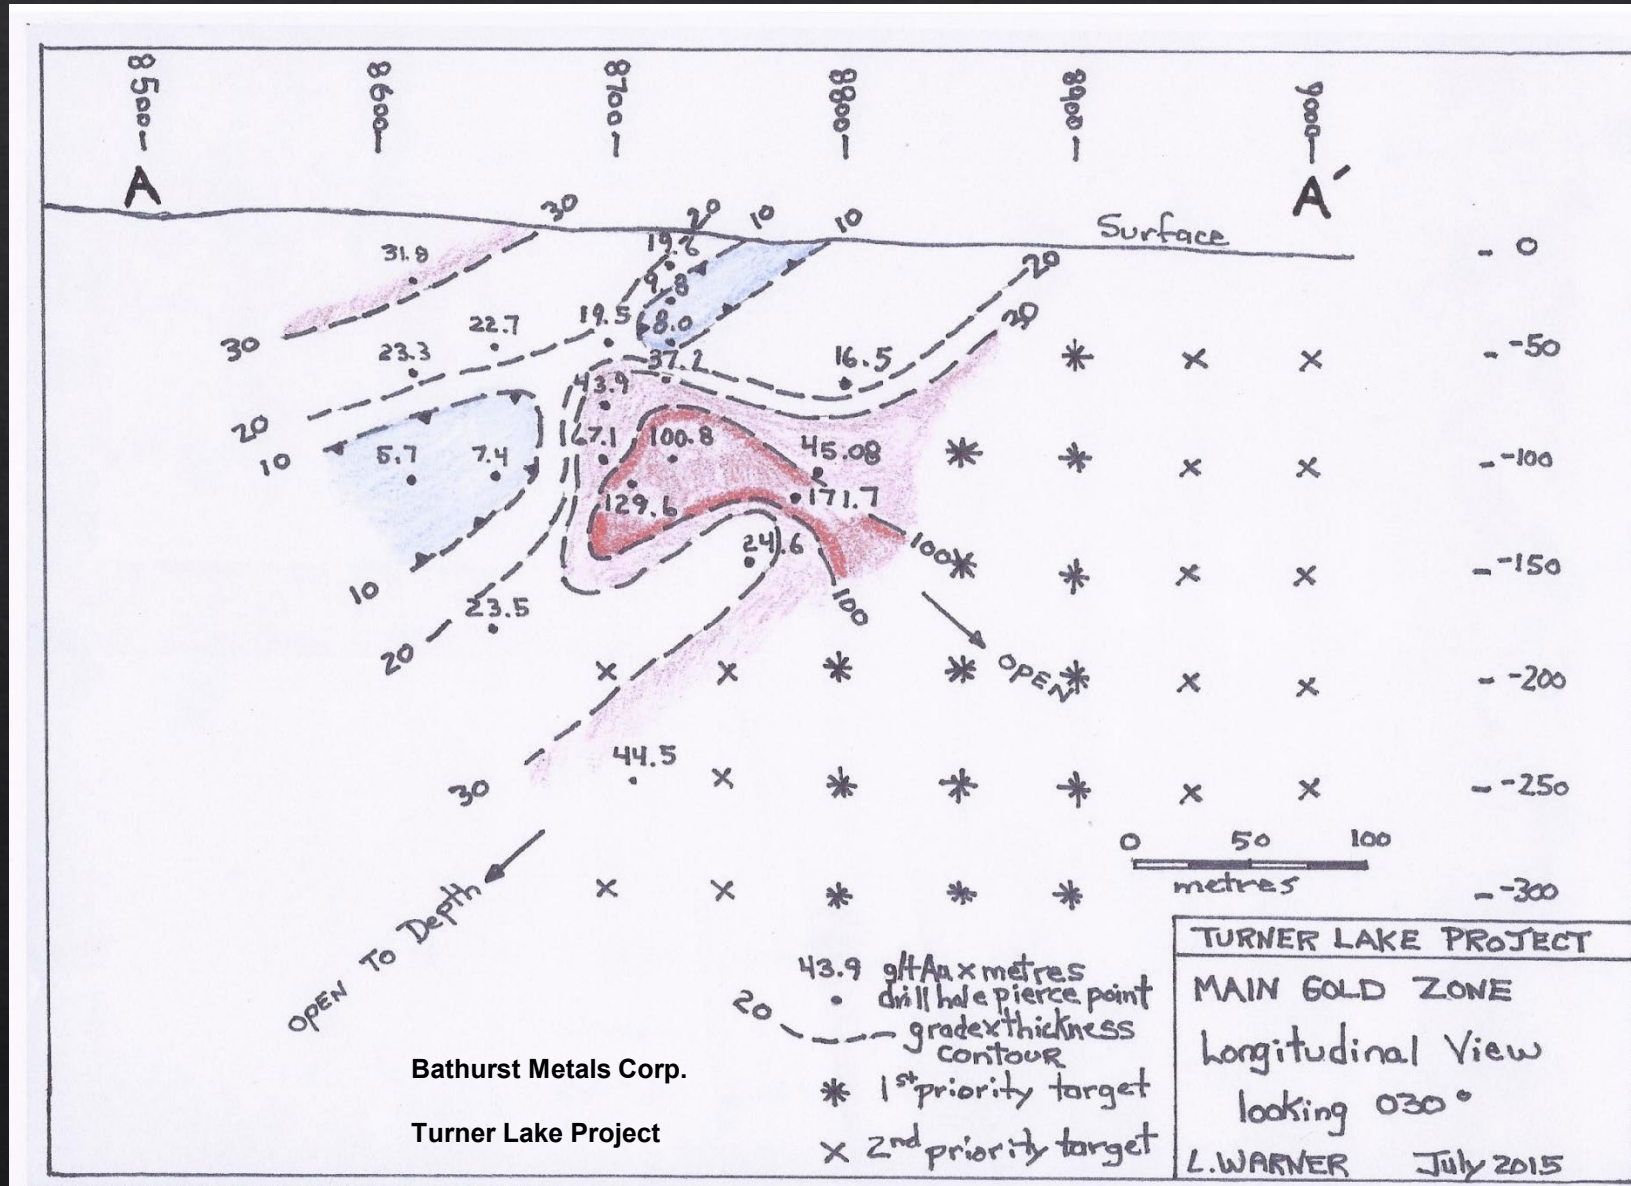 8500
8600
8700
8800
8900
9000
A
A´
30
20
10
10
Surface
- 0
31.8
19.6
9.8
20
30
22.7
19.5
8.0
30
- -50
23.3
37.2
16.5
43.9
20
10
5.7
7.4
67.1
100.8
45.08
- -100
129.6
171.7
24.6
100
- -150
10
23.5
100
20
OPEN
- -200
44.5
30
- -250
0 50 100
metres
- -300
OPEN TO Depth
43.9 g/tAu x metres
drill hole pierce point
20
gradexthickness
contour
1st priority target
2nd priority target
Bathurst Metals Corp.
Turner Lake Project
TURNER LAKE PROJECT
MAIN GOLD ZONE
Longitudinal View
looking 030°
L.WARNER July 2015